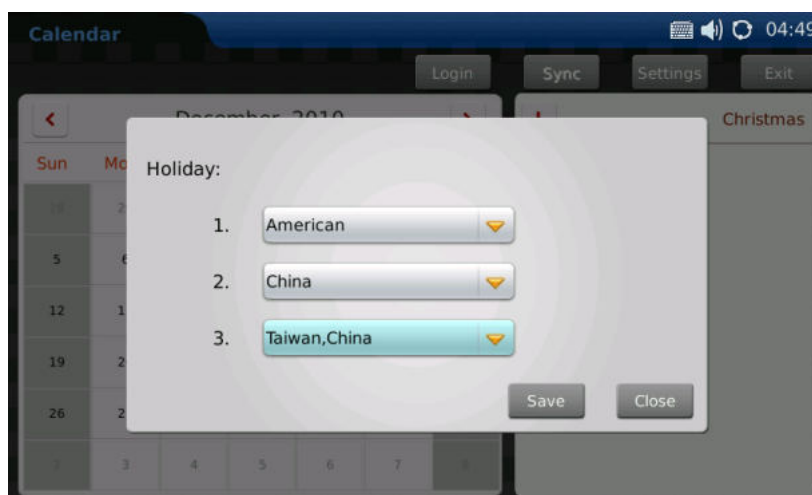 Calendar
04:49
Login
Sync
Settings
Exit
December, 2010
Christmas
Sun
Mo
Holiday:
1.
American
2.
China
3.
Taiwan,China
5
12
19
26
Save
Close
3
4
5
6
7